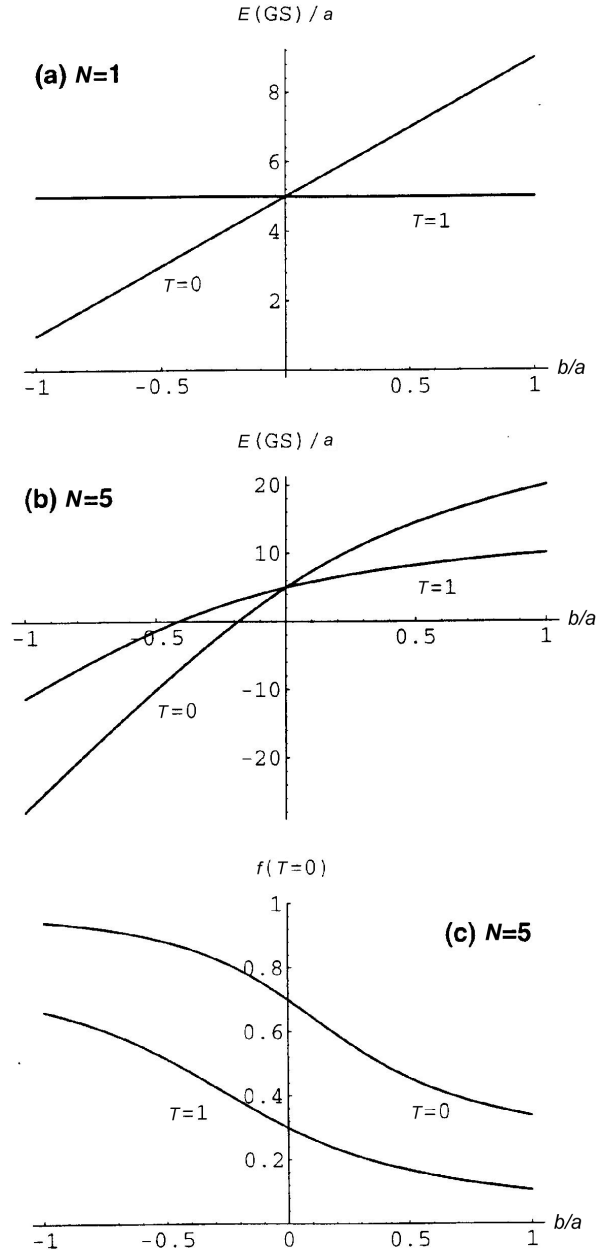 E(GS)/a
(a) N=1
8
6
4
T=1
T=0
2
-1 -0.5 0.5 1 b/a
E(GS)/a
(b) N=5
20
10
T=1
-1 -0.5 0.5 1 b/a
-10
T=0
-20
f(T=0)
1
(c) N=5
0.8
0.6
0.4
T=1 T=0
0.2
-1 -0.5 0 0.5 1 b/a